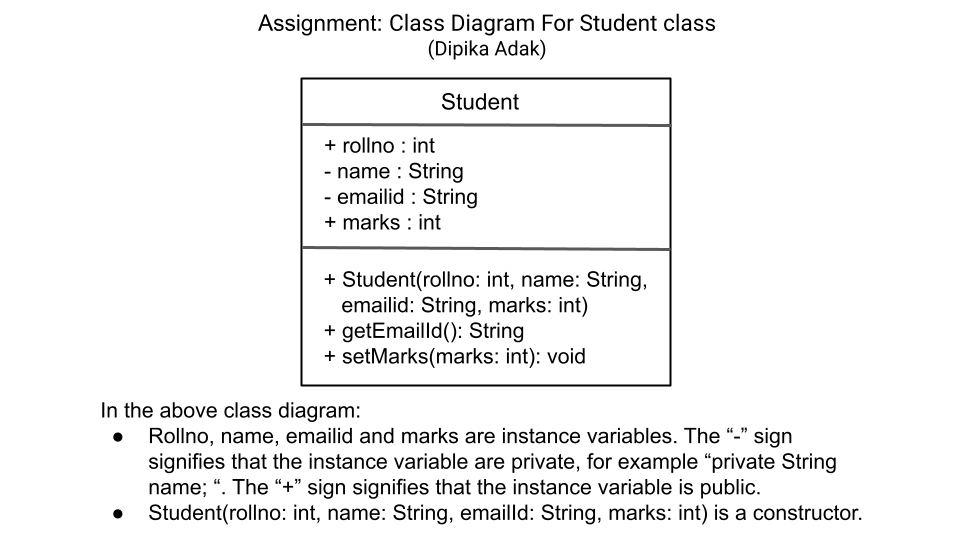 Assignment: Class Diagram For Student class
(Dipika Adak)
Student
+ rollno : int
- name : String
- emailid : String
+ marks : int
+ Student(rollno: int, name: String,
emailid: String, marks: int)
+ getEmailId(): String
+ setMarks(marks: int): void
In the above class diagram:
● Rollno, name, emailid and marks are instance variables. The “-” sign
signifies that the instance variable are private, for example “private String
name; “. The “+” sign signifies that the instance variable is public.
● Student(rollno: int, name: String, emailId: String, marks: int) is a constructor.